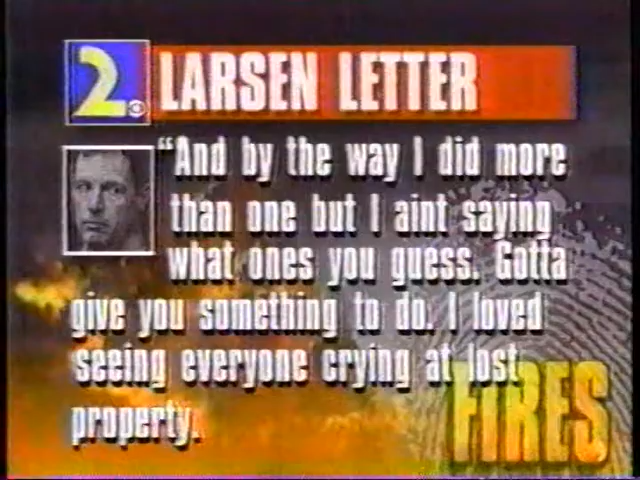 2 LARSEN LETTER
"And by the way I did more
than one but I aint saying
what ones you guess. Gotta
give you something to do. I loved
seeing everyone crying at lost
property.
FIRES